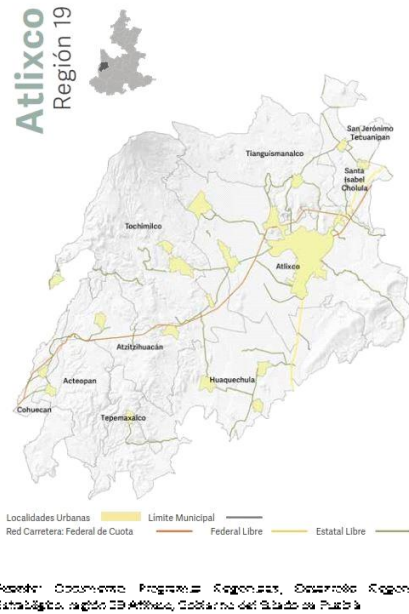 Atlixco
Región 19
San Jerónimo
Tecuanipan
Tianguismanalco
Santa
Isabel
Cholula
Tochimilco
Atlixco
Atzitzihuacán
Huaquechula
Acteopan
Cohuecan
Tepemaxalco
Localidades Urbanas
Límite Municipal
Red Carretera: Federal de Cuota
Federal Libre
Estatal Libre